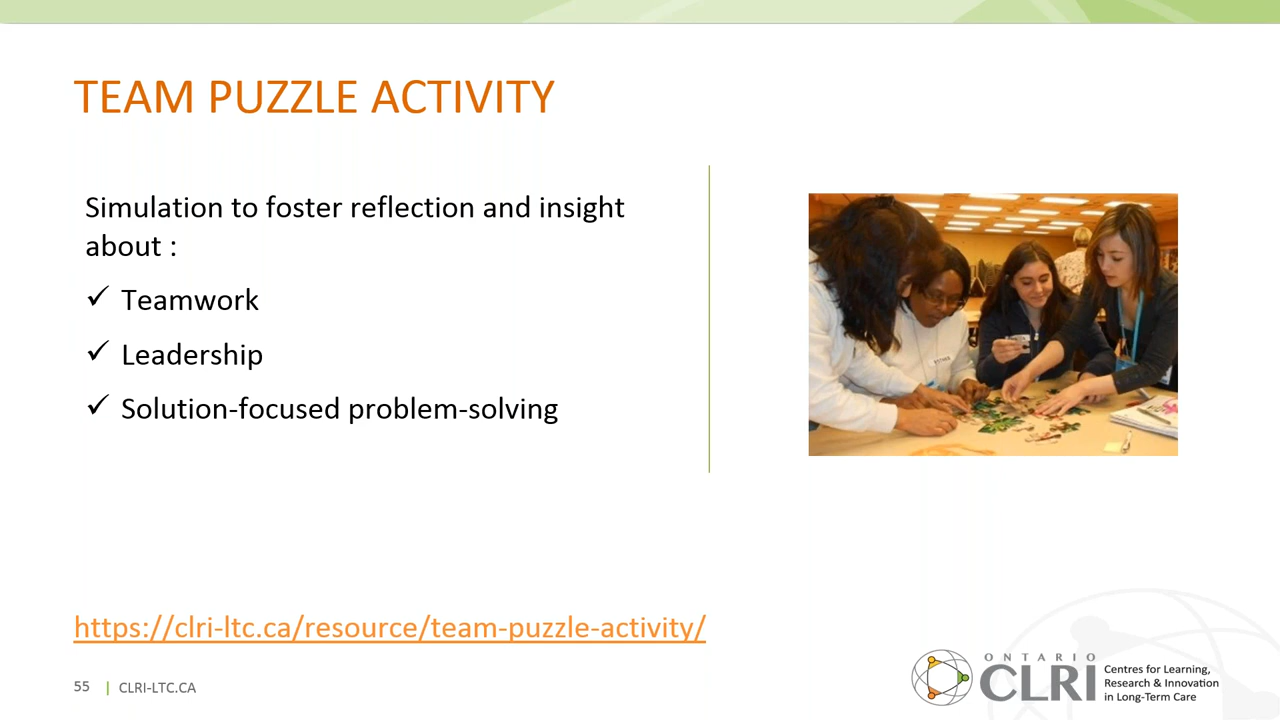 TEAM PUZZLE ACTIVITY
Simulation to foster reflection and insight
about :
✓ Teamwork
✓ Leadership
✓ Solution-focused problem-solving
https://clri-ltc.ca/resource/team-puzzle-activity/
55 | CLRI-LTC.CA
ONTARIO
CLRI
Centres for Learning,
Research & Innovation
in Long-Term Care